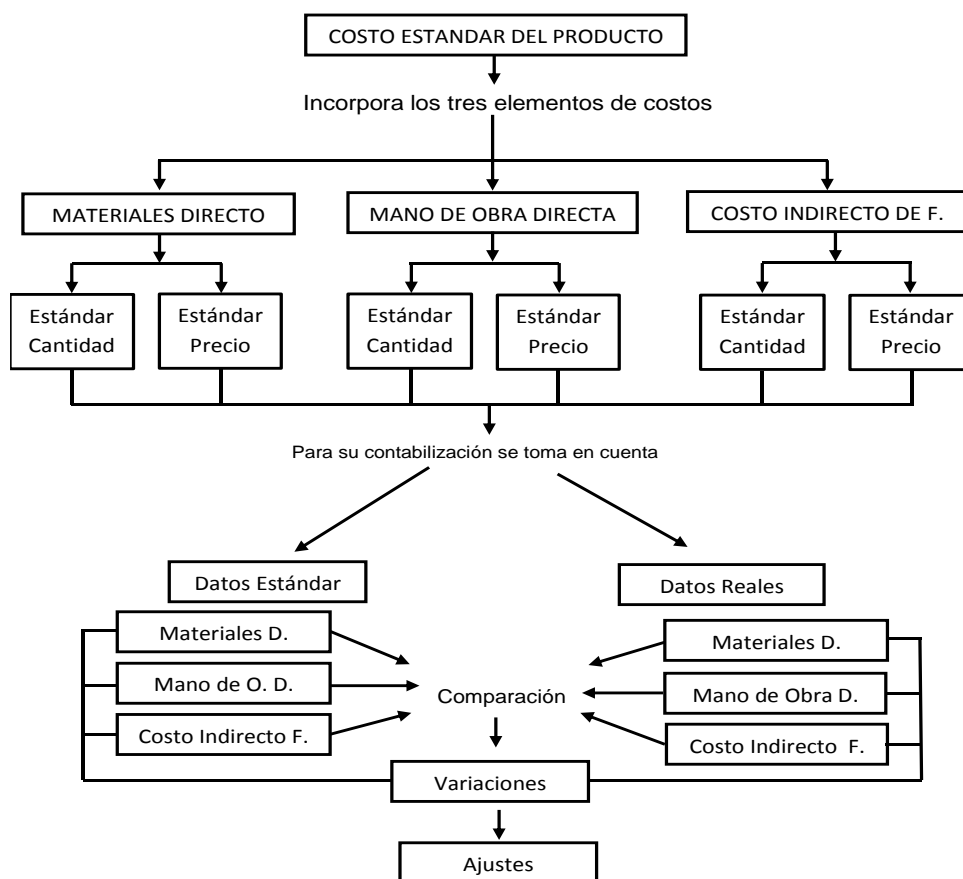 COSTO ESTANDAR DEL PRODUCTO
Incorpora los tres elementos de costos
MATERIALES DIRECTO
MANO DE OBRA DIRECTA
COSTO INDIRECTO DE F.
Estándar
Cantidad
Estándar
Precio
Estándar
Cantidad
Estándar
Precio
Estándar
Cantidad
Estándar
Precio
Para su contabilización se toma en cuenta
Datos Estándar
Datos Reales
Materiales D.
Mano de O. D.
Costo Indirecto F.
Comparación
Materiales D.
Mano de Obra D.
Costo Indirecto F.
Variaciones
Ajustes